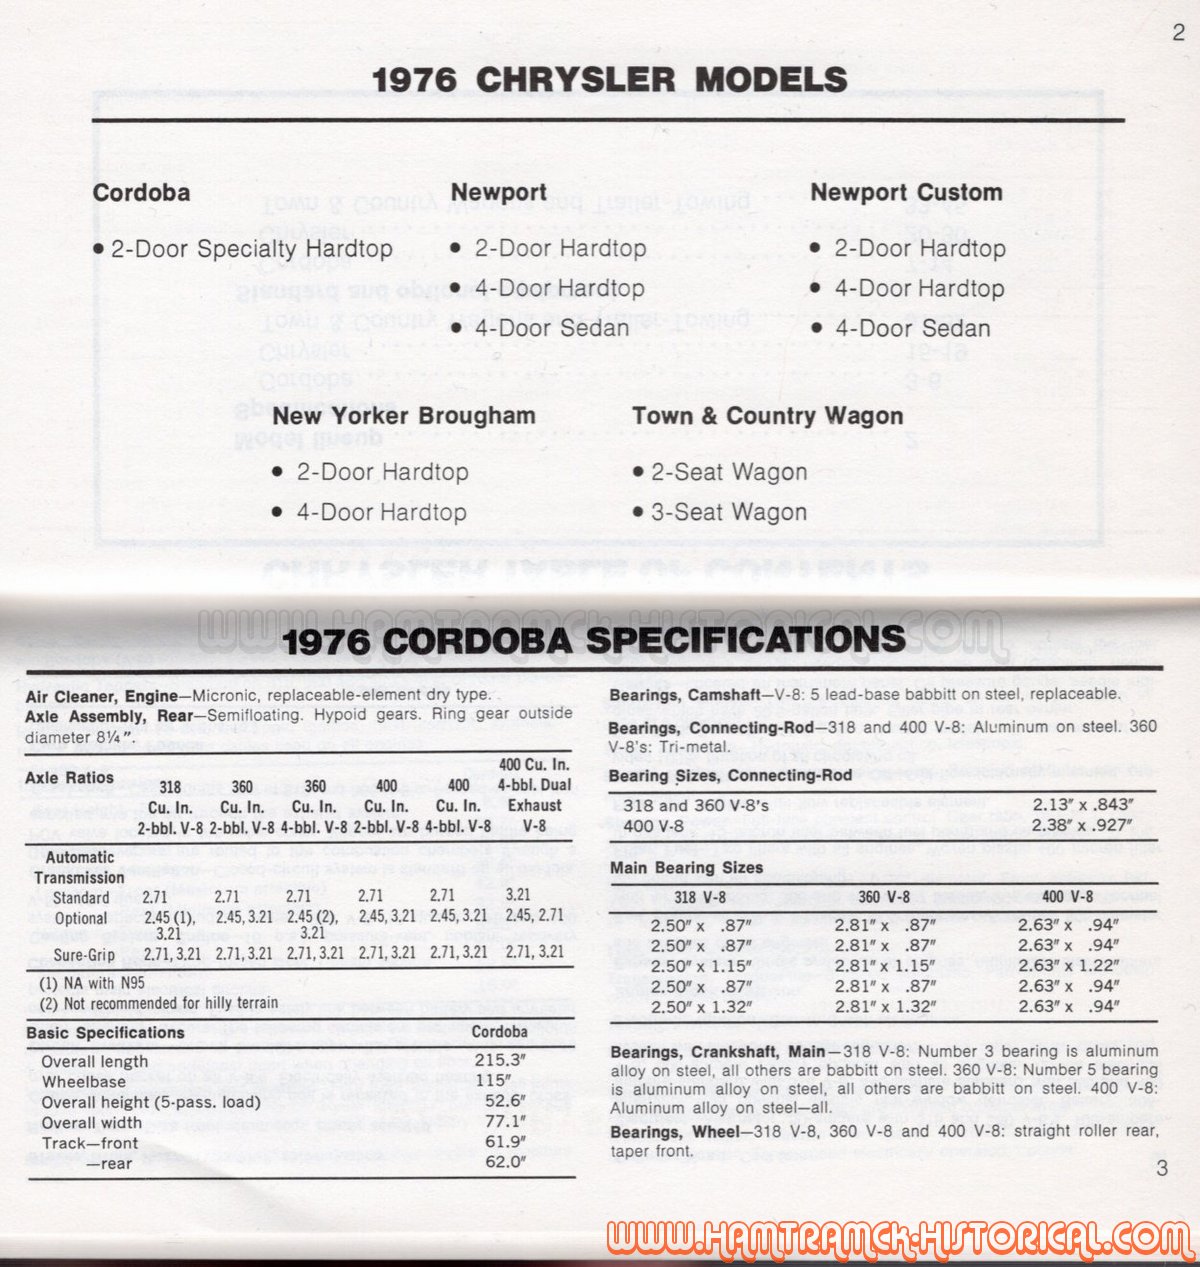 2
1976 CHRYSLER MODELS
Cordoba
• 2-Door Specialty Hardtop
Newport
• 2-Door Hardtop
• 4-Door Hardtop
• 4-Door Sedan
Newport Custom
• 2-Door Hardtop
• 4-Door Hardtop
• 4-Door Sedan
New Yorker Brougham
• 2-Door Hardtop
• 4-Door Hardtop
Town & Country Wagon
• 2-Seat Wagon
• 3-Seat Wagon
www.HAMTRAMCK-HISTORICAL.com
1976 CORDOBA SPECIFICATIONS
Air Cleaner, Engine—Micronic, replaceable-element dry type.
Axle Assembly, Rear—Semifloating. Hypoid gears. Ring gear outside
diameter 8¼".
400 Cu. In.
Axle Ratios 318 360 360 400 400 4-bbl. Dual
Cu. In. Cu. In. Cu. In. Cu. In. Cu. In. Exhaust
2-bbl. V-8 2-bbl. V-8 4-bbl. V-8 2-bbl. V-8 4-bbl. V-8 V-8
Automatic
Transmission
Standard 2.71 2.71 2.71 2.71 2.71 3.21
Optional 2.45 (1), 2.45, 3.21 2.45 (2), 2.45, 3.21 2.45, 3.21 2.45, 2.71
3.21 3.21
Sure-Grip 2.71, 3.21 2.71, 3.21 2.71, 3.21 2.71, 3.21 2.71, 3.21 2.71, 3.21
(1) NA with N95
(2) Not recommended for hilly terrain
Basic Specifications Cordoba
Overall length 215.3"
Wheelbase 115"
Overall height (5-pass. load) 52.6"
Overall width 77.1"
Track—front 61.9"
—rear 62.0"
Bearings, Camshaft—V-8: 5 lead-base babbitt on steel, replaceable.
Bearings, Connecting-Rod—318 and 400 V-8: Aluminum on steel. 360
V-8's: Tri-metal.
Bearing Sizes, Connecting-Rod
318 and 360 V-8's 2.13" x .843"
400 V-8 2.38" x .927"
Main Bearing Sizes
318 V-8 360 V-8 400 V-8
2.50" x .87" 2.81" x .87" 2.63" x .94"
2.50" x .87" 2.81" x .87" 2.63" x .94"
2.50" x 1.15" 2.81" x 1.15" 2.63" x 1.22"
2.50" x .87" 2.81" x .87" 2.63" x .94"
2.50" x 1.32" 2.81" x 1.32" 2.63" x .94"
Bearings, Crankshaft, Main—318 V-8: Number 3 bearing is aluminum
alloy on steel, all others are babbitt on steel. 360 V-8: Number 5 bearing
is aluminum alloy on steel, all others are babbitt on steel. 400 V-8:
Aluminum alloy on steel—all.
Bearings, Wheel—318 V-8, 360 V-8 and 400 V-8: straight roller rear,
taper front.
3
www.HAMTRAMCK-HISTORICAL.com